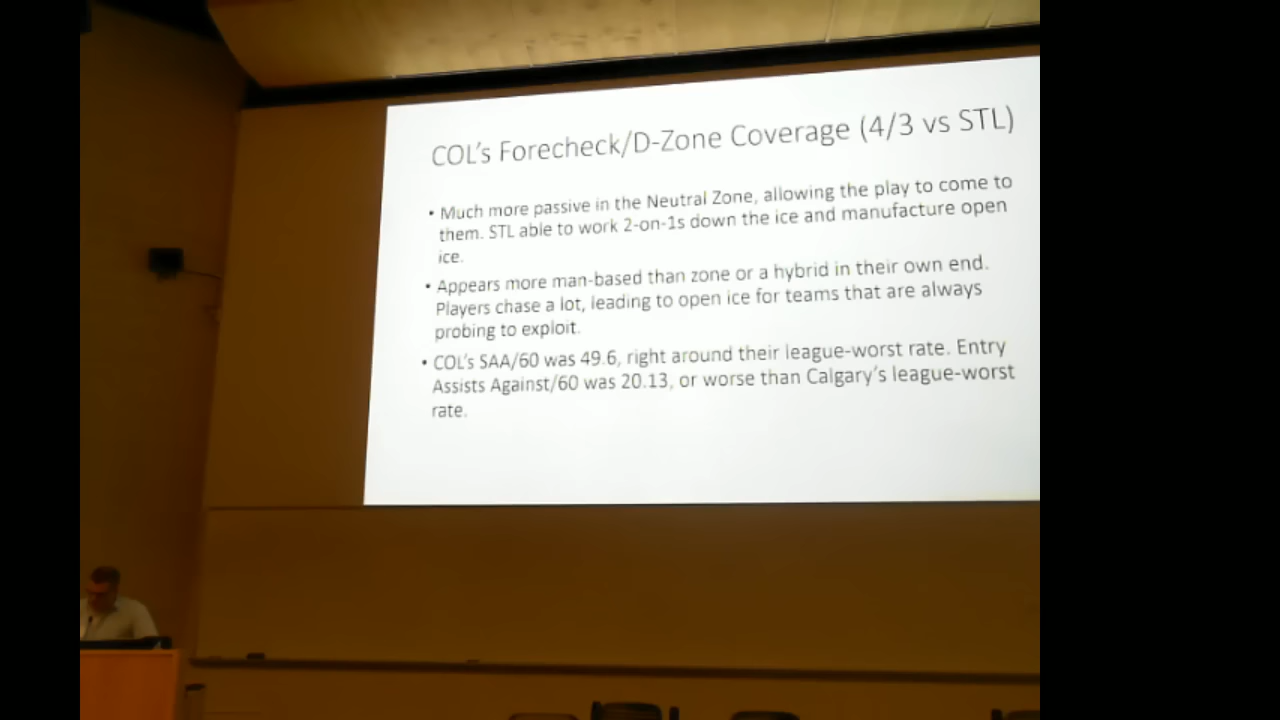 COL's Forecheck/D-Zone Coverage (4/3 vs STL)
• Much more passive in the Neutral Zone, allowing the play to come to
them. STL able to work 2-on-1s down the ice and manufacture open
ice.
• Appears more man-based than zone or a hybrid in their own end.
Players chase a lot, leading to open ice for teams that are always
probing to exploit.
• COL's SAA/60 was 49.6, right around their league-worst rate. Entry
Assists Against/60 was 20.13, or worse than Calgary's league-worst
rate.